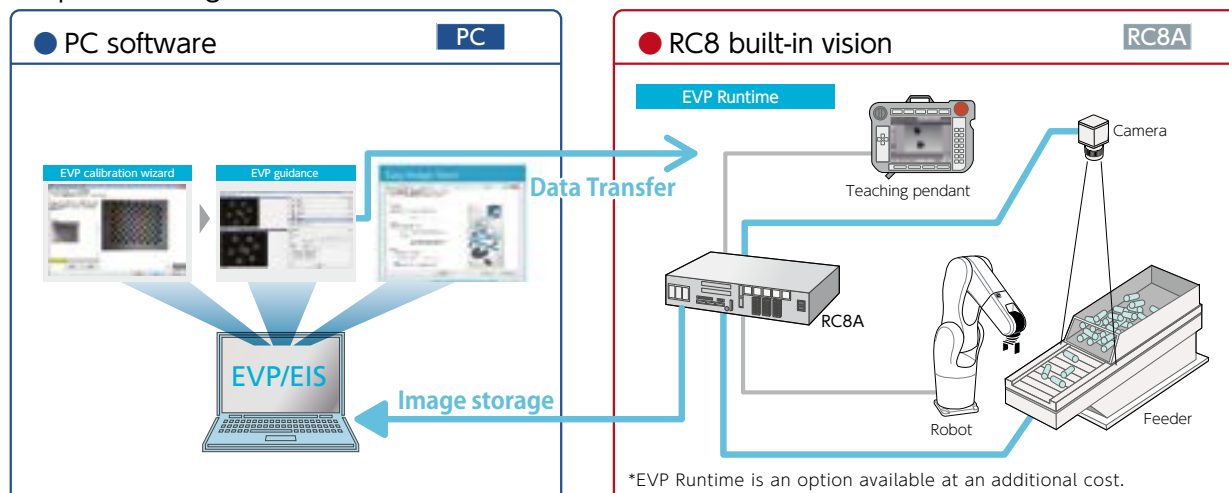 PC software
PC
EVP calibration wizard
EVP guidance
Data Transfer
EVP/EIS
Image storage
RC8 built-in vision
RC8A
EVP Runtime
Teaching pendant
Camera
RC8A
Robot
Feeder
*EVP Runtime is an option available at an additional cost.